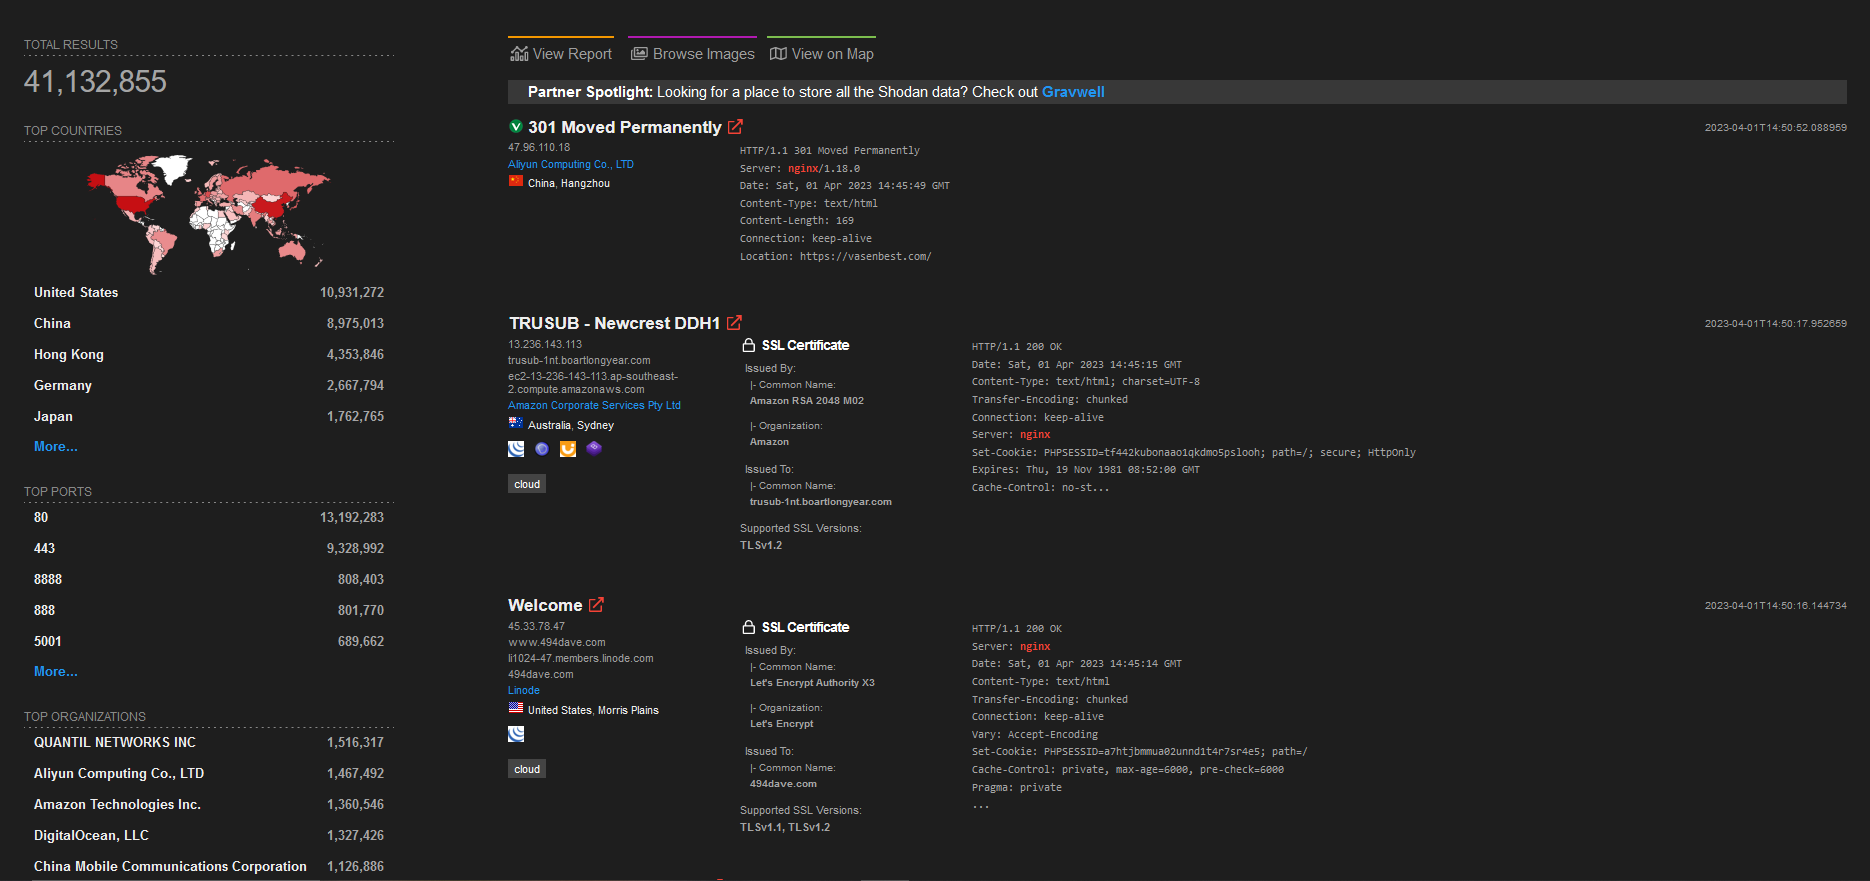 TOTAL RESULTS
41,132,855
TOP COUNTRIES
United States 10,931,272
China 8,975,013
Hong Kong 4,353,846
Germany 2,667,794
Japan 1,762,765
More...
TOP PORTS
80 13,192,283
443 9,328,992
8888 808,403
888 801,770
5001 689,662
More...
TOP ORGANIZATIONS
QUANTIL NETWORKS INC 1,516,317
Aliyun Computing Co., LTD 1,467,492
Amazon Technologies Inc. 1,360,546
DigitalOcean, LLC 1,327,426
China Mobile Communications Corporation 1,126,886
View Report Browse Images View on Map
Partner Spotlight: Looking for a place to store all the Shodan data? Check out Gravwell
301 Moved Permanently
2023-04-01T14:50:52.088959
47.96.110.18
Aliyun Computing Co., LTD
China, Hangzhou
HTTP/1.1 301 Moved Permanently
Server: nginx/1.18.0
Date: Sat, 01 Apr 2023 14:45:49 GMT
Content-Type: text/html
Content-Length: 169
Connection: keep-alive
Location: https://vasenbest.com/
TRUSUB - Newcrest DDH1
2023-04-01T14:50:17.952659
13.236.143.113
trusub-1nt.boartlongyear.com
ec2-13-236-143-113.ap-southeast-
2.compute.amazonaws.com
Amazon Corporate Services Pty Ltd
Australia, Sydney
cloud
SSL Certificate
Issued By:
|- Common Name:
Amazon RSA 2048 M02
|- Organization:
Amazon
Issued To:
|- Common Name:
trusub-1nt.boartlongyear.com
Supported SSL Versions:
TLSv1.2
HTTP/1.1 200 OK
Date: Sat, 01 Apr 2023 14:45:15 GMT
Content-Type: text/html; charset=UTF-8
Transfer-Encoding: chunked
Connection: keep-alive
Server: nginx
Set-Cookie: PHPSESSID=tf442kubonaao1qkdmo5pslooh; path=/; secure; HttpOnly
Expires: Thu, 19 Nov 1981 08:52:00 GMT
Cache-Control: no-st...
Welcome
2023-04-01T14:50:16.144734
45.33.78.47
www.494dave.com
li1024-47.members.linode.com
494dave.com
Linode
United States, Morris Plains
cloud
SSL Certificate
Issued By:
|- Common Name:
Let's Encrypt Authority X3
|- Organization:
Let's Encrypt
Issued To:
|- Common Name:
494dave.com
Supported SSL Versions:
TLSv1.1, TLSv1.2
HTTP/1.1 200 OK
Server: nginx
Date: Sat, 01 Apr 2023 14:45:14 GMT
Content-Type: text/html
Transfer-Encoding: chunked
Connection: keep-alive
Vary: Accept-Encoding
Set-Cookie: PHPSESSID=a7htjbmmua02unnd1t4r7sr4e5; path=/
Cache-Control: private, max-age=6000, pre-check=6000
Pragma: private
...